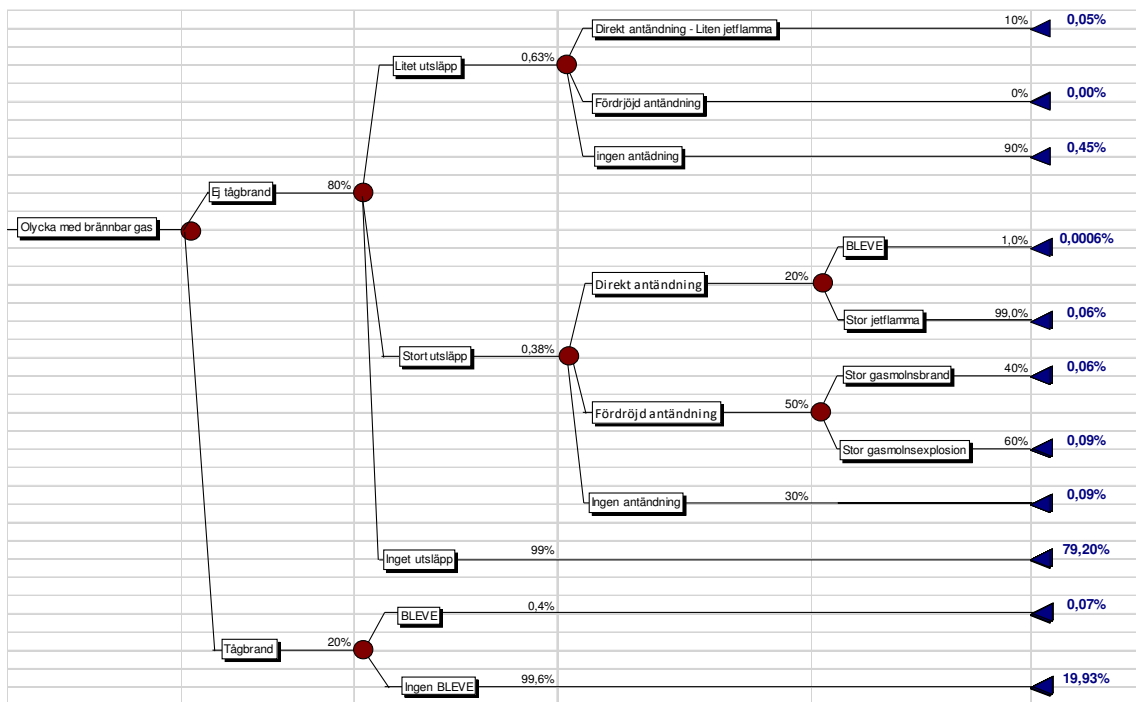 Direkt antändning - Liten jetflamma 10% 0,05%
Litet utsläpp 0,63%
Fördrjöjd antändning 0% 0,00%
ingen antädning 90% 0,45%
Ej tågbrand 80%
Olycka med brännbar gas
BLEVE 1,0% 0,0006%
Direkt antändning 20%
Stor jetflamma 99,0% 0,06%
Stort utsläpp 0,38%
Stor gasmolnsbrand 40% 0,06%
Fördröjd antändning 50%
Stor gasmolnsexplosion 60% 0,09%
Ingen antändning 30% 0,09%
Inget utsläpp 99% 79,20%
BLEVE 0,4% 0,07%
Tågbrand 20%
Ingen BLEVE 99,6% 19,93%